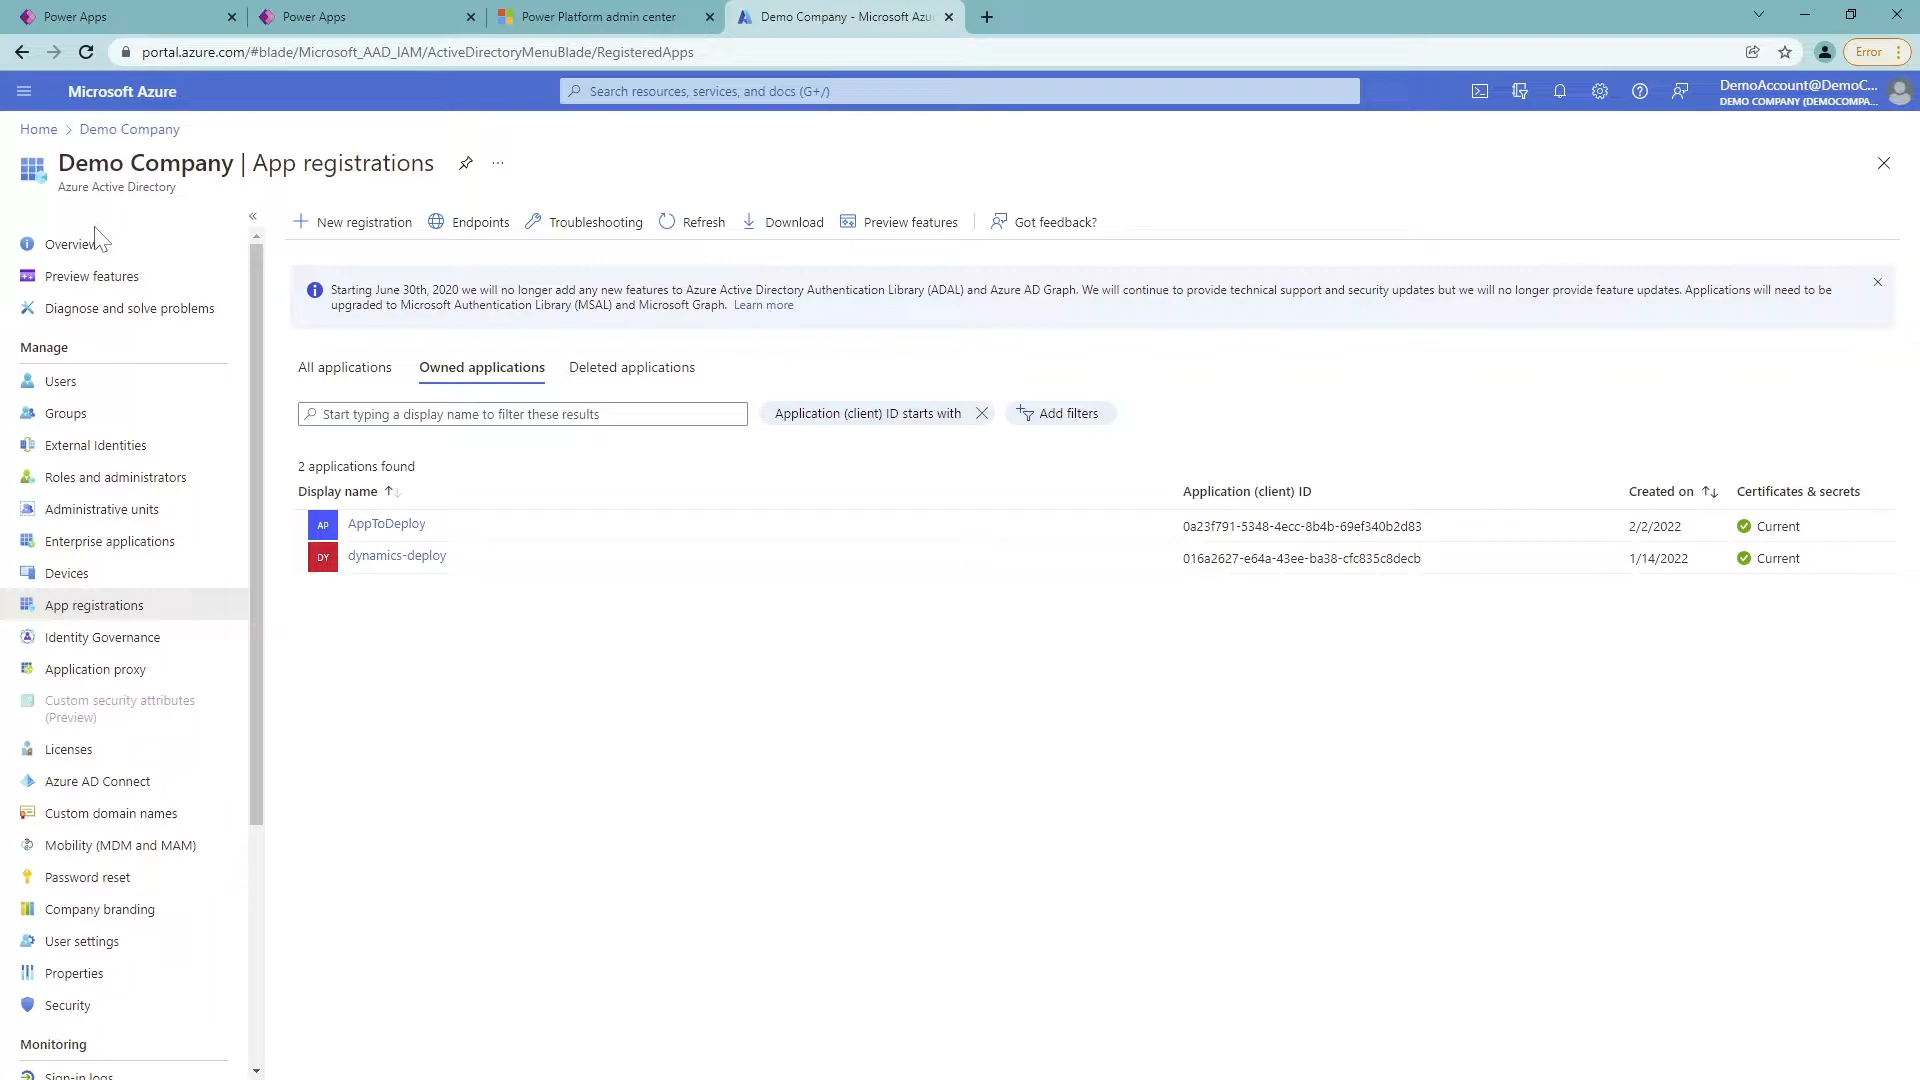 Power Apps
Power Apps
Power Platform admin center
Demo Company - Microsoft Azu
portal.azure.com/#blade/Microsoft_AAD_IAM/ActiveDirectoryMenuBlade/RegisteredApps
Error
Microsoft Azure
Search resources, services, and docs (G+/)
DemoAccount@DemoC...
DEMO COMPANY (DEMOCOMPA...
Home > Demo Company
Demo Company | App registrations
Azure Active Directory
Overview
Preview features
Diagnose and solve problems
Manage
Users
Groups
External Identities
Roles and administrators
Administrative units
Enterprise applications
Devices
App registrations
Identity Governance
Application proxy
Custom security attributes
(Preview)
Licenses
Azure AD Connect
Custom domain names
Mobility (MDM and MAM)
Password reset
Company branding
User settings
Properties
Security
Monitoring
Sign-in logs
New registration
Endpoints
Troubleshooting
Refresh
Download
Preview features
Got feedback?
Starting June 30th, 2020 we will no longer add any new features to Azure Active Directory Authentication Library (ADAL) and Azure AD Graph. We will continue to provide technical support and security updates but we will no longer provide feature updates. Applications will need to be
upgraded to Microsoft Authentication Library (MSAL) and Microsoft Graph. Learn more
All applications
Owned applications
Deleted applications
Start typing a display name to filter these results
Application (client) ID starts with
Add filters
2 applications found
Display name
Application (client) ID
Created on
Certificates & secrets
AP
AppToDeploy
0a23f791-5348-4ecc-8b4b-69ef340b2d83
2/2/2022
Current
DY
dynamics-deploy
016a2627-e64a-43ee-ba38-cfc835c8decb
1/14/2022
Current